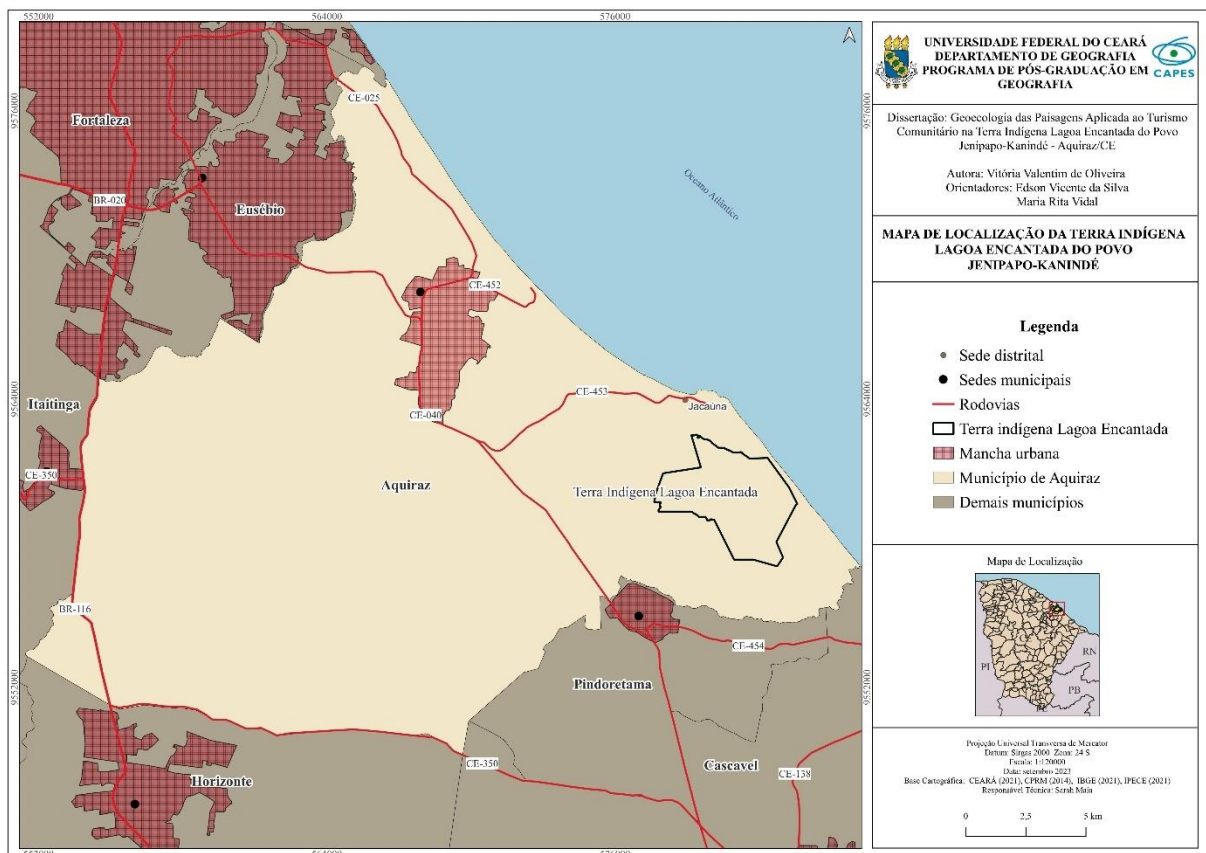 552000
564000
576000
9576000
9576000
CE-025
Fortaleza
Oceano Atlântico
BR-020
Eusébio
CE-452
9564000
9564000
CE-453
Itaitinga
Jacaúna
CE-040
CE-350
Aquiraz
Terra Indígena Lagoa Encantada
BR-116
CE-454
9552000
9552000
Pindoretama
Horizonte
CE-350
Cascavel
CE-138
552000
564000
576000
UNIVERSIDADE FEDERAL DO CEARÁ
DEPARTAMENTO DE GEOGRAFIA
PROGRAMA DE PÓS-GRADUAÇÃO EM
GEOGRAFIA
CAPES
Dissertação: Geoecologia das Paisagens Aplicada ao Turismo
Comunitário na Terra Indígena Lagoa Encantada do Povo
Jenipapo-Kanindé - Aquiraz/CE
Autora: Vitória Valentim de Oliveira
Orientadores: Edson Vicente da Silva
Maria Rita Vidal
MAPA DE LOCALIZAÇÃO DA TERRA INDÍGENA
LAGOA ENCANTADA DO POVO
JENIPAPO-KANINDÉ
Legenda
Sede distrital
Sedes municipais
Rodovias
Terra indígena Lagoa Encantada
Mancha urbana
Município de Aquiraz
Demais municípios
Mapa de Localização
PI
RN
PB
PE
Projeção Universal Transversa de Mercator
Datum: Sirgas 2000 Zona: 24 S
Escala: 1:120000
Data: setembro 2023
Base Cartográfica: CEARÁ (2021), CPRM (2014), IBGE (2021), IPECE (2021)
Responsável Técnica: Sarah Maia
0 2,5 5 km